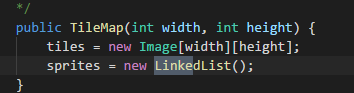 */
public TileMap(int width, int height) {
tiles = new Image[width][height];
sprites = new LinkedList();
}